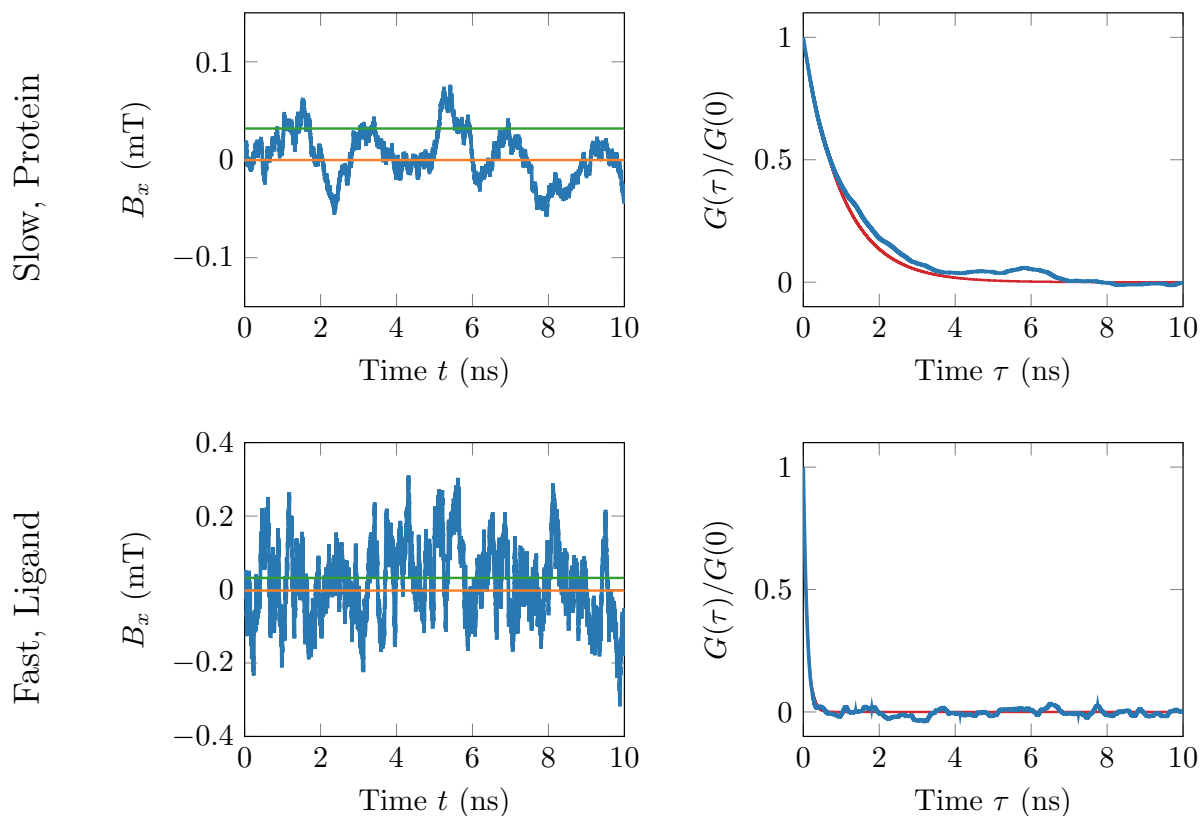 Slow, Protein
B_x (mT)
0.1
0
−0.1
0 2 4 6 8 10
Time t (ns)
G(τ)/G(0)
1
0.5
0
0 2 4 6 8 10
Time τ (ns)
Fast, Ligand
B_x (mT)
0.4
0.2
0
−0.2
−0.4
0 2 4 6 8 10
Time t (ns)
G(τ)/G(0)
1
0.5
0
0 2 4 6 8 10
Time τ (ns)